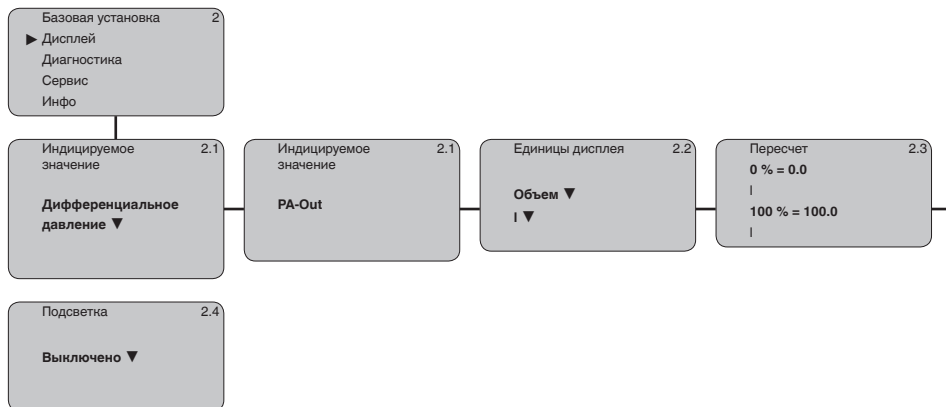 Базовая установка 2
▶ Дисплей
Диагностика
Сервис
Инфо
Индицируемое 2.1
значение
Дифференциальное
давление ▼
Индицируемое 2.1
значение
PA-Out
Единицы дисплея 2.2
Объем ▼
l ▼
Пересчет 2.3
0 % = 0.0
l
100 % = 100.0
l
Подсветка 2.4
Выключено ▼